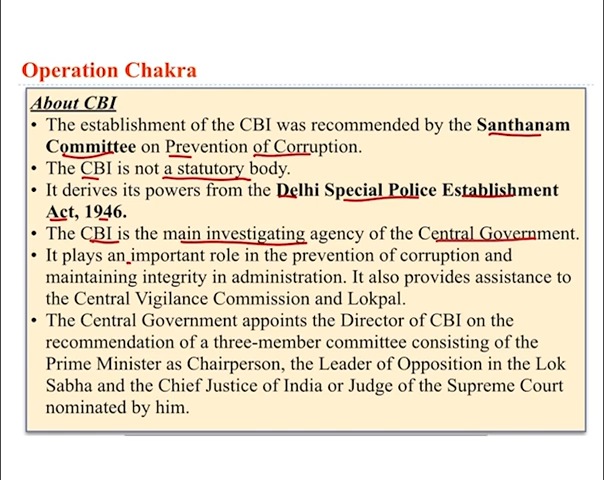 Operation Chakra
About CBI
• The establishment of the CBI was recommended by the Santhanam
Committee on Prevention of Corruption.
• The CBI is not a statutory body.
• It derives its powers from the Delhi Special Police Establishment
Act, 1946.
• The CBI is the main investigating agency of the Central Government.
• It plays an important role in the prevention of corruption and
maintaining integrity in administration. It also provides assistance to
the Central Vigilance Commission and Lokpal.
• The Central Government appoints the Director of CBI on the
recommendation of a three-member committee consisting of the
Prime Minister as Chairperson, the Leader of Opposition in the Lok
Sabha and the Chief Justice of India or Judge of the Supreme Court
nominated by him.